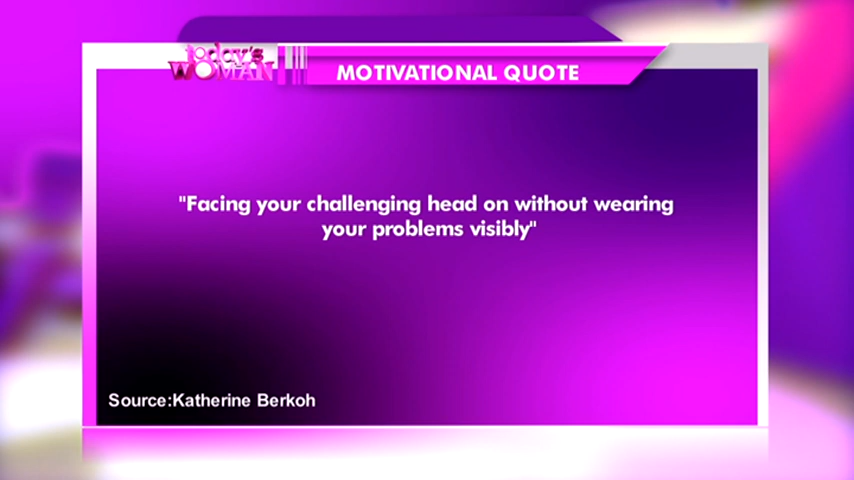 today's
WOMAN
MOTIVATIONAL QUOTE
"Facing your challenging head on without wearing
your problems visibly"
Source:Katherine Berkoh